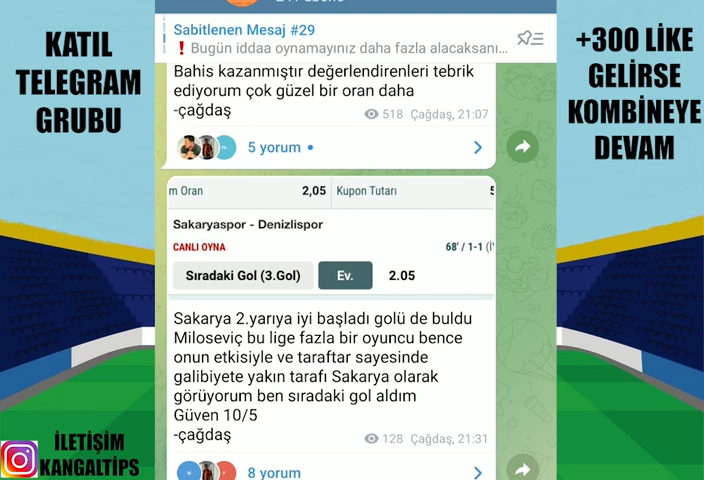 KATIL
TELEGRAM
GRUBU
Sabitlenen Mesaj #29
❗ Bugün iddaa oynamayınız daha fazla alacaksanı...
Bahis kazanmıştır değerlendirenleri tebrik
ediyorum çok güzel bir oran daha
-çağdaş
518 Çağdaş, 21:07
5 yorum
m Oran 2,05 Kupon Tutarı
Sakaryaspor - Denizlispor
CANLI OYNA 68' / 1-1
Sıradaki Gol (3.Gol) Ev. 2.05
Sakarya 2.yarıya iyi başladı golü de buldu
Miloseviç bu lige fazla bir oyuncu bence
onun etkisiyle ve taraftar sayesinde
galibiyete yakın tarafı Sakarya olarak
görüyorum ben sıradaki gol aldım
Güven 10/5
-çağdaş
128 Çağdaş, 21:31
8 yorum
+300 LİKE
GELİRSE
KOMBİNEYE
DEVAM
İLETİŞİM
KANGALTİPS